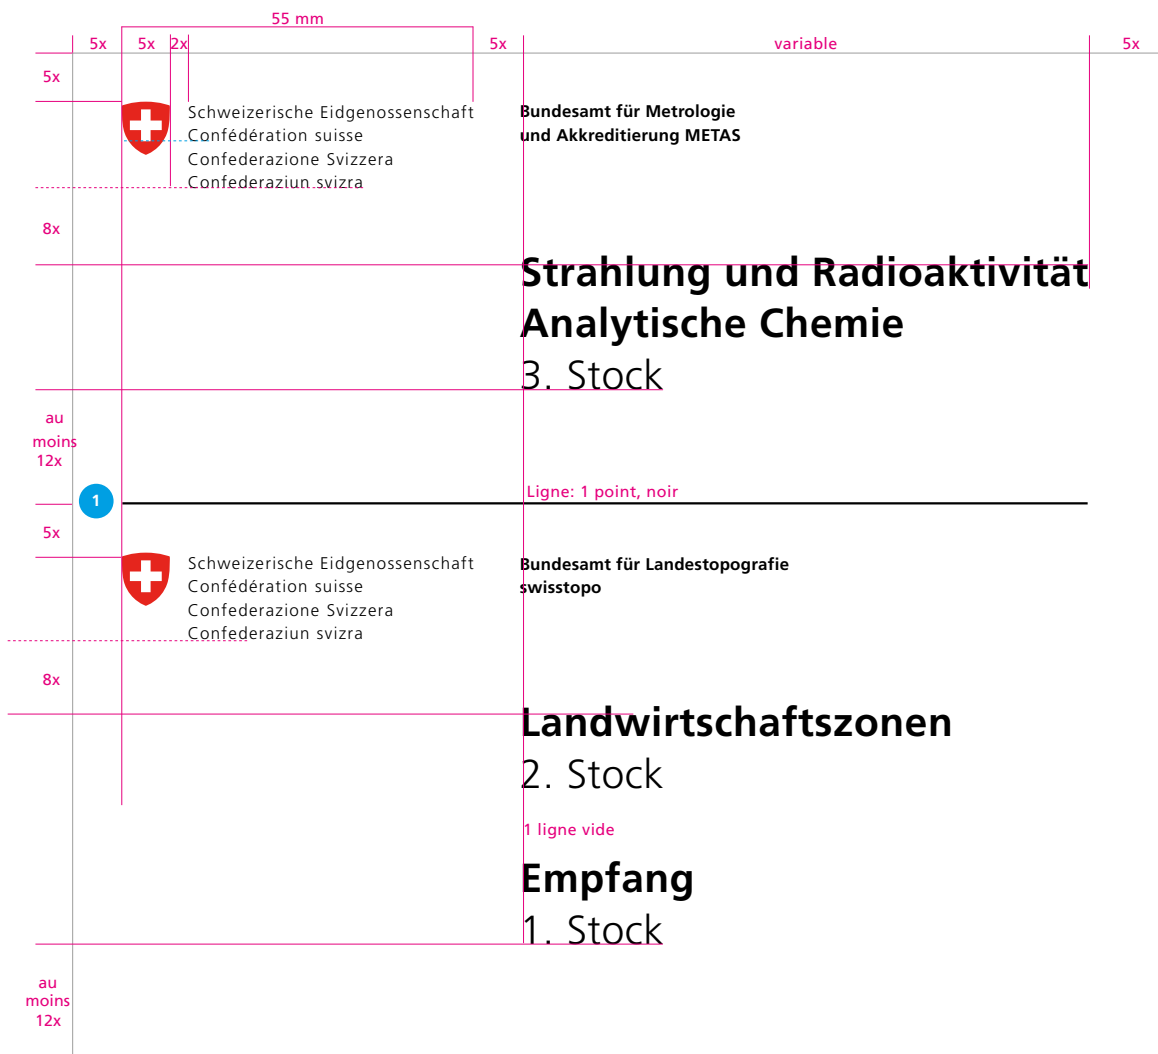 55 mm
5x 5x 2x 5x variable 5x
5x
Schweizerische Eidgenossenschaft
Confédération suisse
Confederazione Svizzera
Confederaziun svizra
Bundesamt für Metrologie
und Akkreditierung METAS
8x
Strahlung und Radioaktivität
Analytische Chemie
3. Stock
au
moins
12x
1
Ligne: 1 point, noir
5x
Schweizerische Eidgenossenschaft
Confédération suisse
Confederazione Svizzera
Confederaziun svizra
Bundesamt für Landestopografie
swisstopo
8x
Landwirtschaftszonen
2. Stock
1 ligne vide
Empfang
1. Stock
au
moins
12x